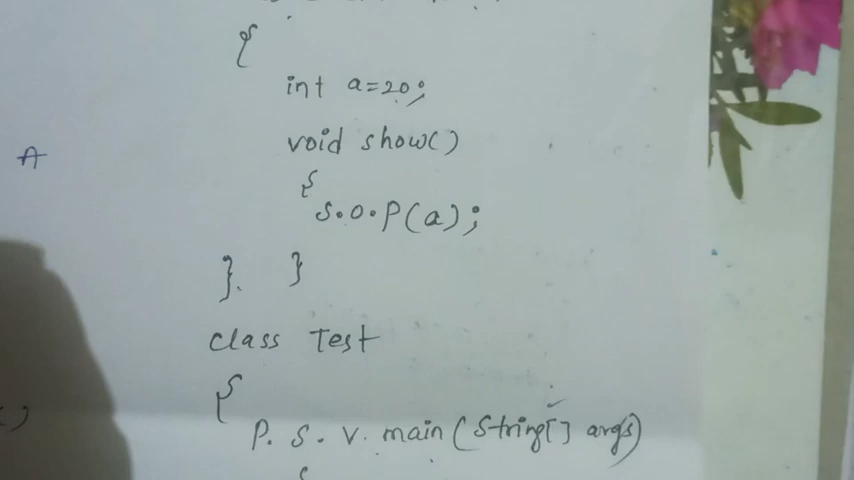 {
int a=20;
void show()
A
{
S.O.P(a);
}. }
class Test
{
P. S. V. main (String[] args)
{